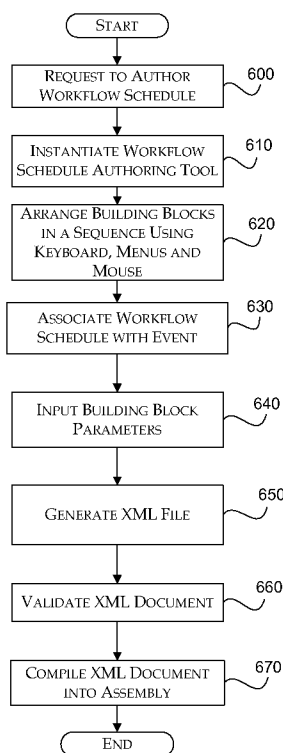 START
REQUEST TO AUTHOR
WORKFLOW SCHEDULE
600
INSTANTIATE WORKFLOW
SCHEDULE AUTHORING TOOL
610
ARRANGE BUILDING BLOCKS
IN A SEQUENCE USING
KEYBOARD, MENUS AND
MOUSE
620
ASSOCIATE WORKFLOW
SCHEDULE WITH EVENT
630
INPUT BUILDING BLOCK
PARAMETERS
640
GENERATE XML FILE
650
VALIDATE XML DOCUMENT
660
COMPILE XML DOCUMENT
INTO ASSEMBLY
670
END